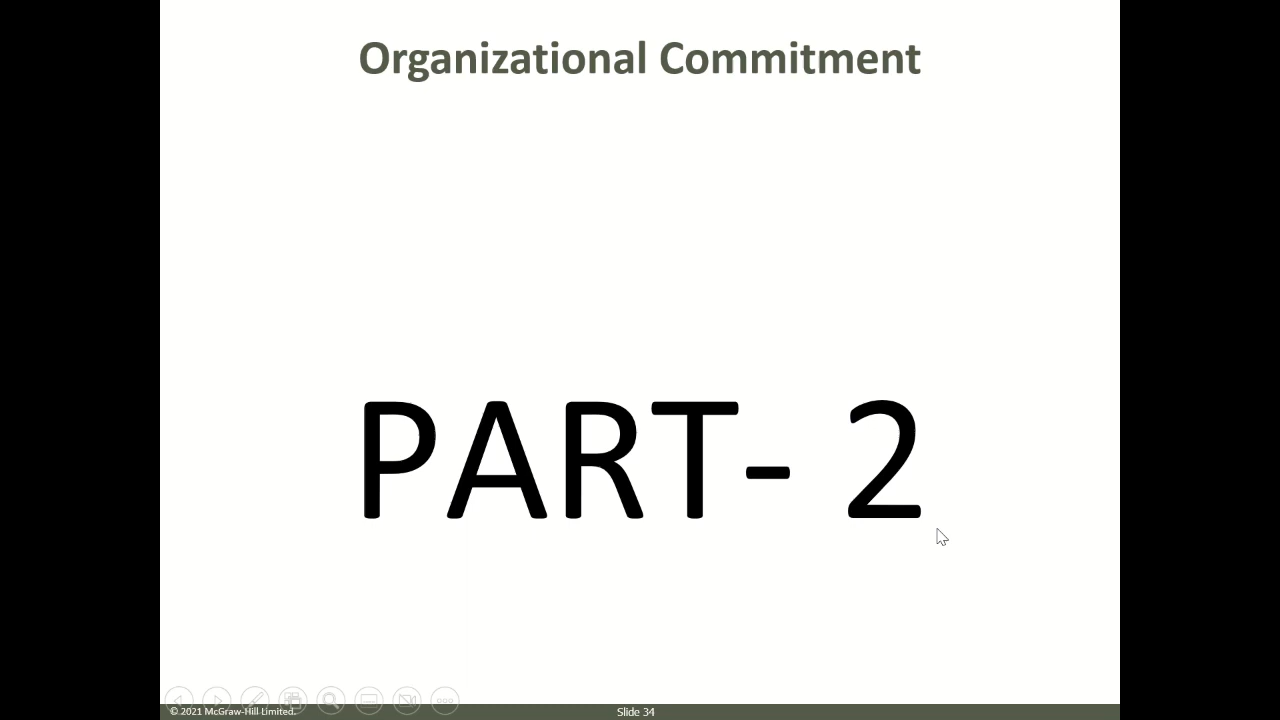 Organizational Commitment
PART- 2
© 2021 McGraw-Hill Limited.
Slide 34